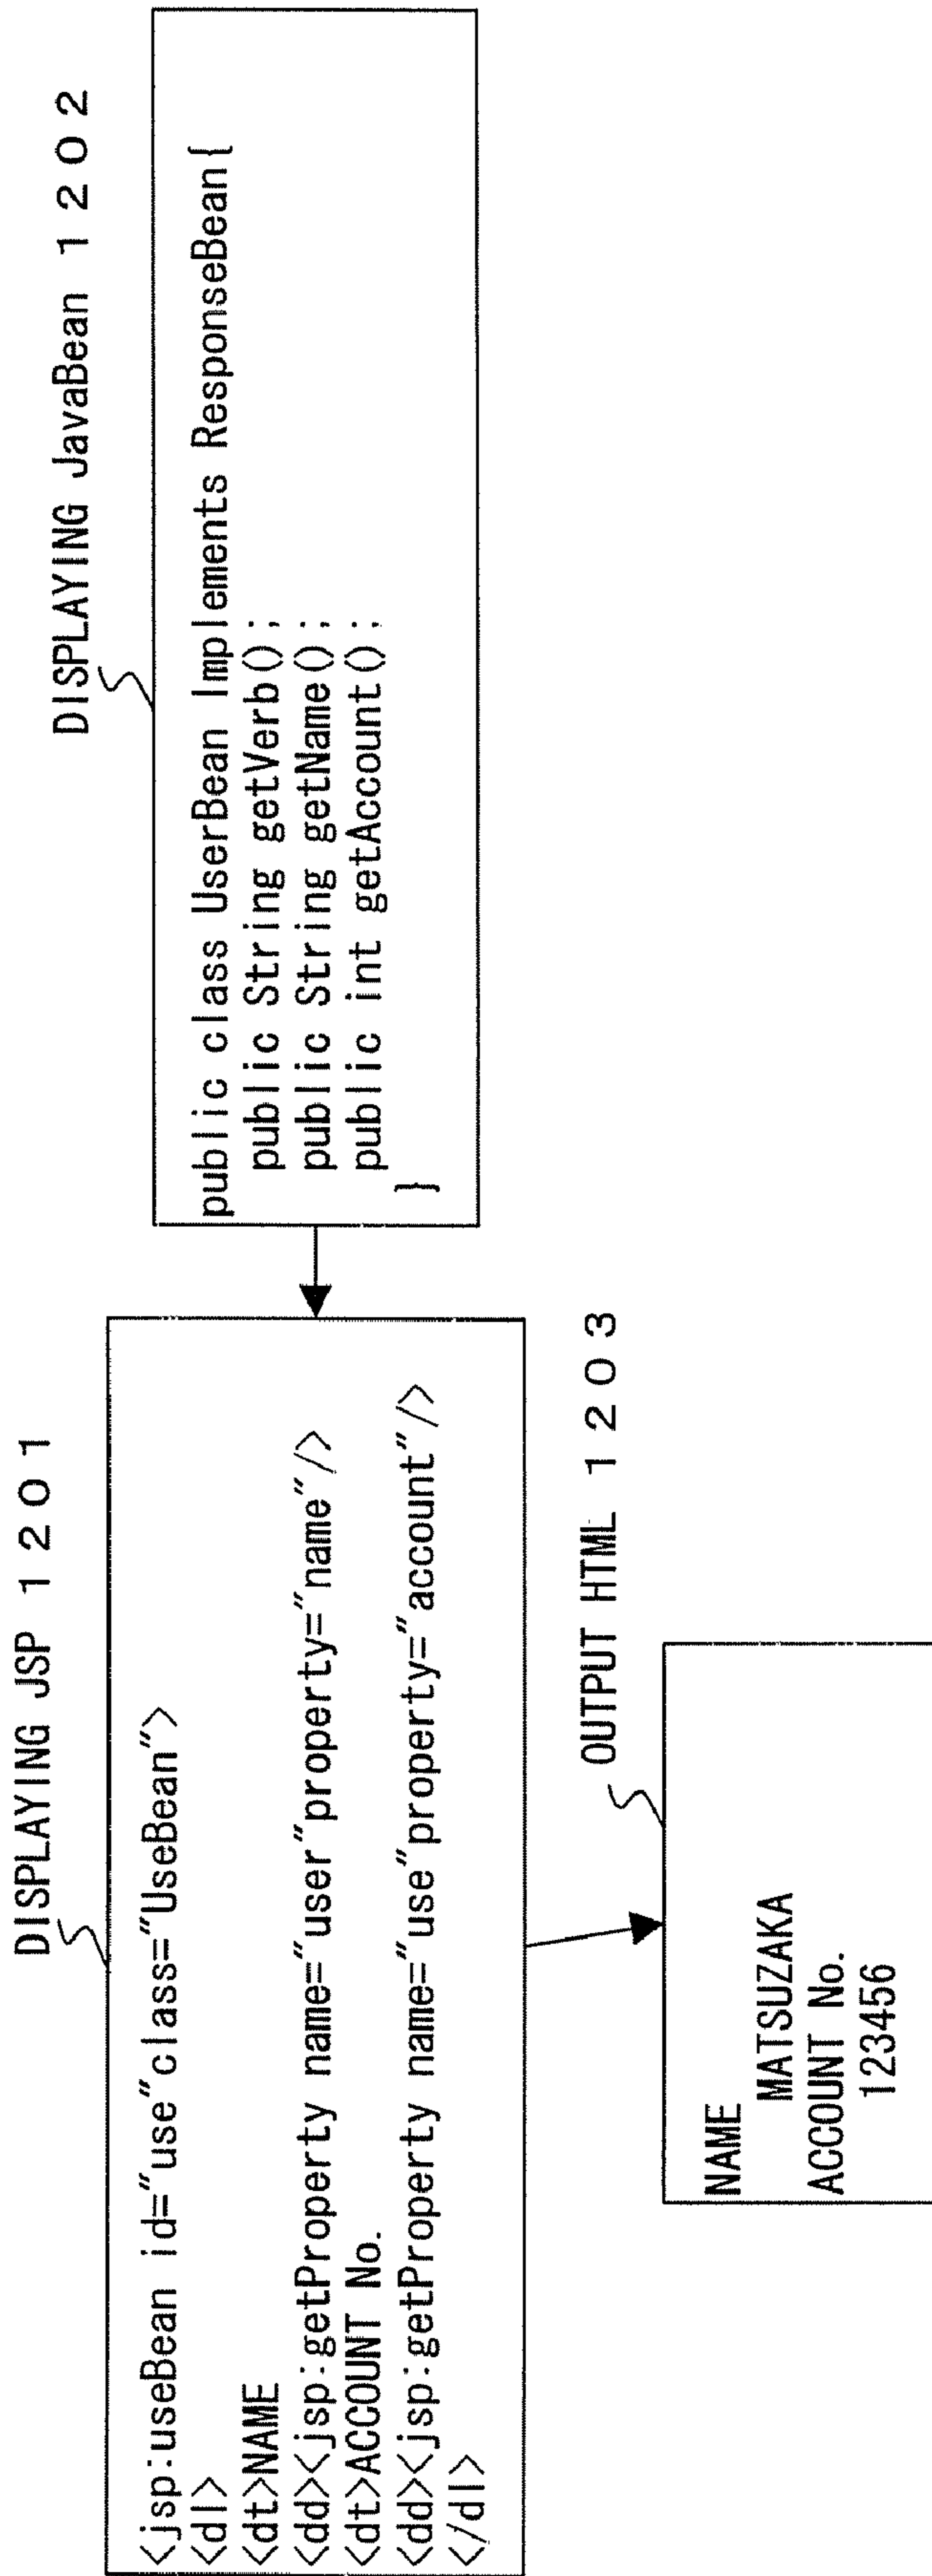 DISPLAYING JSP 1201
<jsp:useBean id="use"class="UseBean">
<dl>
<dt>NAME
<dd><jsp:getProperty name="user"property="name"/>
<dt>ACCOUNT No.
<dd><jsp:getProperty name="use"property="account"/>
</dl>
DISPLAYING JavaBean 1202
public class UserBean Implements ResponseBean{
public String getVerb();
public String getName();
public int getAccount();
}
OUTPUT HTML 1203
NAME
MATSUZAKA
ACCOUNT No.
123456